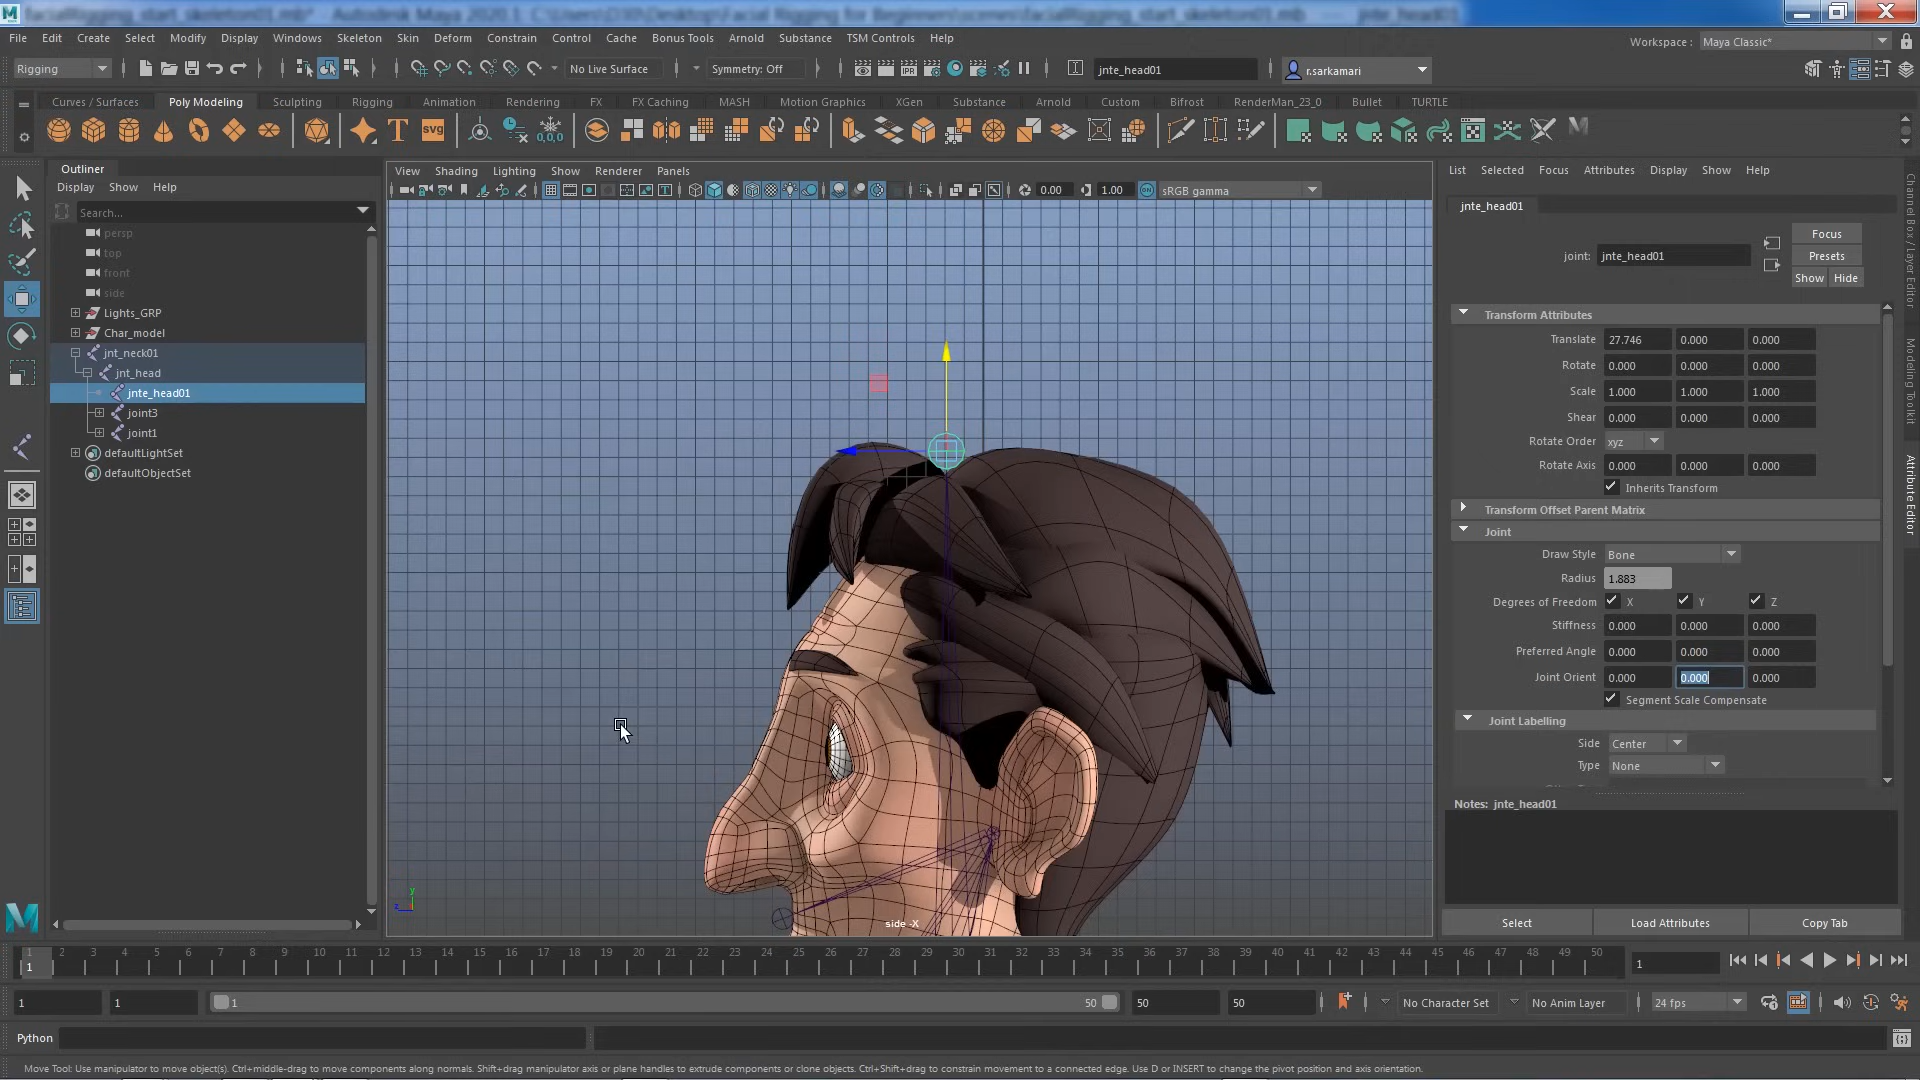 File Edit Create Select Modify Display Windows Skeleton Skin Deform Constrain Control Cache Bonus Tools Arnold Substance TSM Controls Help
Workspace : Maya Classic*
Rigging No Live Surface Symmetry: Off jnte_head01 r.sarkamari
Curves / Surfaces Poly Modeling Sculpting Rigging Animation Rendering FX FX Caching MASH Motion Graphics XGen Substance Arnold Custom Bifrost RenderMan_23_0 Bullet TURTLE
Outliner
Display Show Help
Search...
persp
top
front
side
Lights_GRP
Char_model
jnt_neck01
jnt_head
jnte_head01
joint3
joint1
defaultLightSet
defaultObjectSet
View Shading Lighting Show Renderer Panels
0.00 1.00 sRGB gamma
side -X
List Selected Focus Attributes Display Show Help
jnte_head01
joint: jnte_head01
Focus
Presets
Show Hide
Transform Attributes
Translate 27.746 0.000 0.000
Rotate 0.000 0.000 0.000
Scale 1.000 1.000 1.000
Shear 0.000 0.000 0.000
Rotate Order xyz
Rotate Axis 0.000 0.000 0.000
Inherits Transform
Transform Offset Parent Matrix
Joint
Draw Style Bone
Radius 1.883
Degrees of Freedom X Y Z
Stiffness 0.000 0.000 0.000
Preferred Angle 0.000 0.000 0.000
Joint Orient 0.000 0.000 0.000
Segment Scale Compensate
Joint Labelling
Side Center
Type None
Notes: jnte_head01
Select Load Attributes Copy Tab
Channel Box / Layer Editor
Modeling Toolkit
Attribute Editor
1 2 3 4 5 6 7 8 9 10 11 12 13 14 15 16 17 18 19 20 21 22 23 24 25 26 27 28 29 30 31 32 33 34 35 36 37 38 39 40 41 42 43 44 45 46 47 48 49 50
1 1
1 1 1 50 50 50 No Character Set No Anim Layer 24 fps
Python
Move Tool: Use manipulator to move object(s). Ctrl+middle-drag to move components along normals. Shift+drag manipulator axis or plane handles to extrude components or clone objects. Ctrl+Shift+drag to constrain movement to a connected edge. Use D or INSERT to change the pivot position and axis orientation.